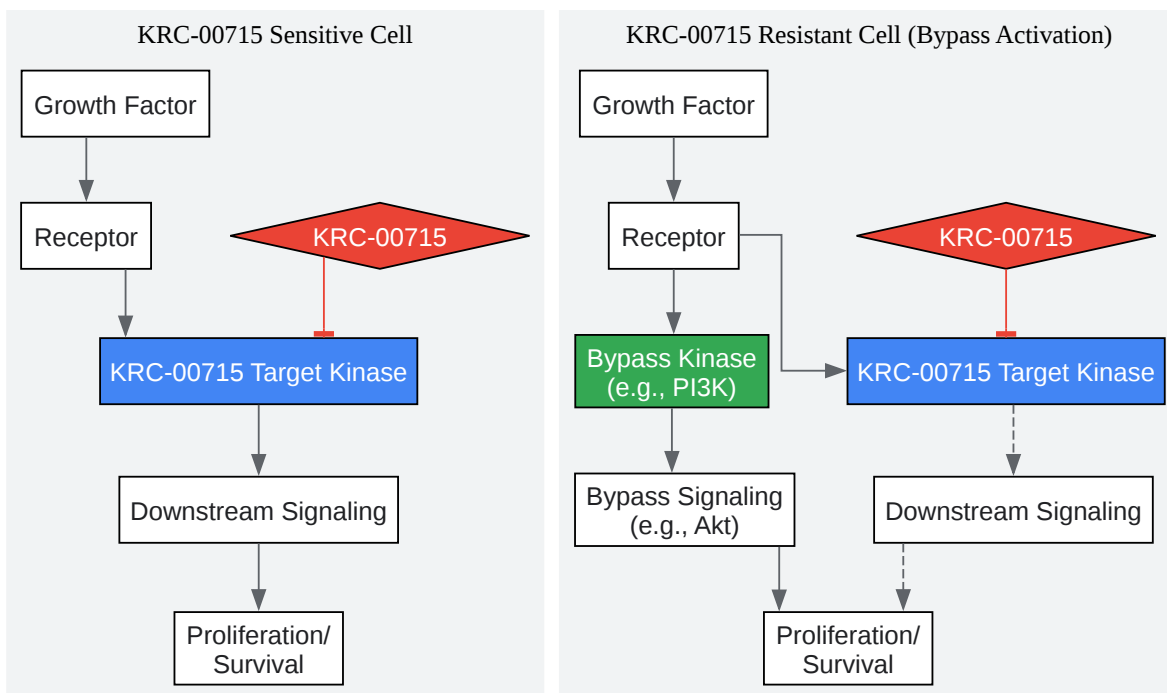 KRC-00715 Sensitive Cell
Growth Factor
Receptor
KRC-00715
KRC-00715 Target Kinase
Downstream Signaling
Proliferation/
Survival
KRC-00715 Resistant Cell (Bypass Activation)
Growth Factor
Receptor
KRC-00715
Bypass Kinase
(e.g., PI3K)
KRC-00715 Target Kinase
Bypass Signaling
(e.g., Akt)
Downstream Signaling
Proliferation/
Survival